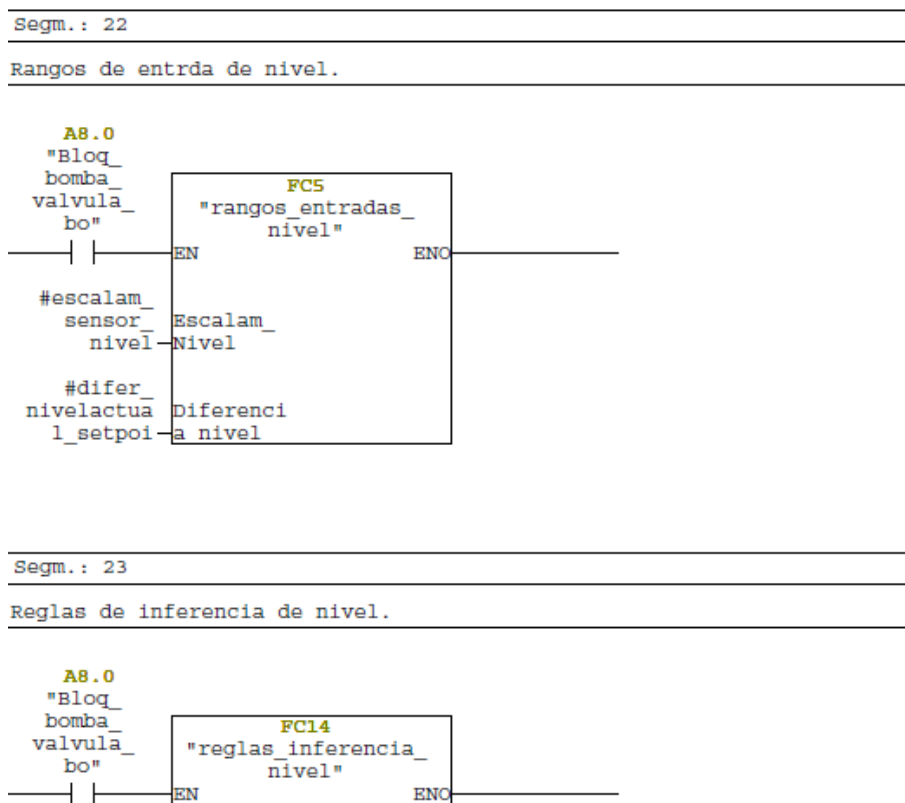 Segm.: 22
Rangos de entrda de nivel.
A8.0
"Bloq_
bomba_
valvula_
bo"
FC5
"rangos_entradas_
nivel"
EN
ENO
#escalam_
sensor_
nivel
Escalam_
Nivel
#difer_
nivelactua
l_setpoi
Diferenci
a nivel
Segm.: 23
Reglas de inferencia de nivel.
A8.0
"Bloq_
bomba_
valvula_
bo"
FC14
"reglas_inferencia_
nivel"
EN
ENO